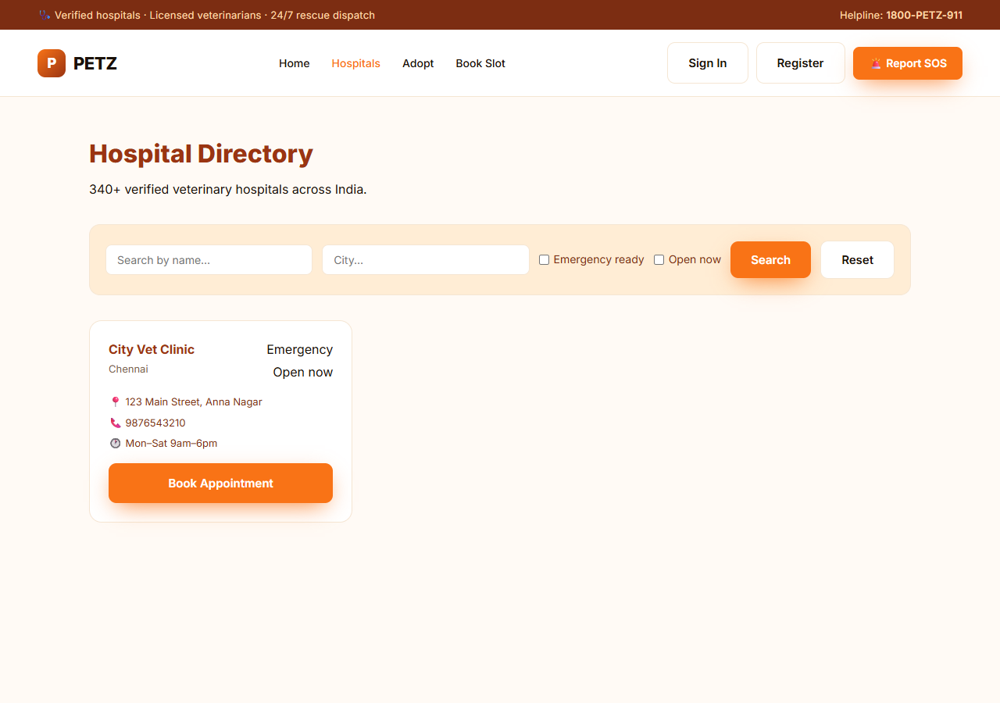 🩺 Verified hospitals · Licensed veterinarians · 24/7 rescue dispatch
Helpline: 1800-PETZ-911
P PETZ
Home
Hospitals
Adopt
Book Slot
Sign In
Register
🚨 Report SOS
Hospital Directory
340+ verified veterinary hospitals across India.
Search by name...
City...
Emergency ready
Open now
Search
Reset
City Vet Clinic
Emergency
Chennai
Open now
📍 123 Main Street, Anna Nagar
📞 9876543210
🕐 Mon–Sat 9am–6pm
Book Appointment